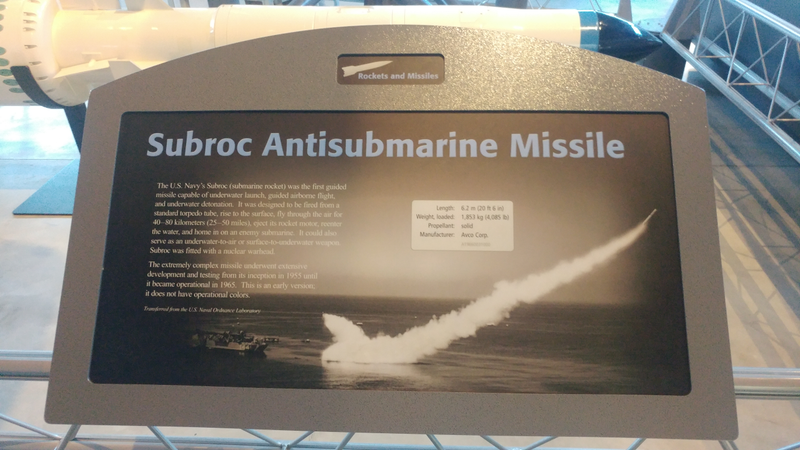 Rockets and Missiles
Subroc Antisubmarine Missile
The U.S. Navy's Subroc (submarine rocket) was the first guided
missile capable of underwater launch, guided airborne flight,
and underwater detonation. It was designed to be fired from a
standard torpedo tube, rise to the surface, fly through the air for
40–80 kilometers (25–50 miles), eject its rocket motor, reenter
the water, and home in on an enemy submarine. It could also
serve as an underwater-to-air or surface-to-underwater weapon.
Subroc was fitted with a nuclear warhead.
The extremely complex missile underwent extensive
development and testing from its inception in 1955 until
it became operational in 1965. This is an early version;
it does not have operational colors.
Transferred from the U.S. Naval Ordnance Laboratory
Length: 6.2 m (20 ft 6 in)
Weight, loaded: 1,853 kg (4,085 lb)
Propellant: solid
Manufacturer: Avco Corp.